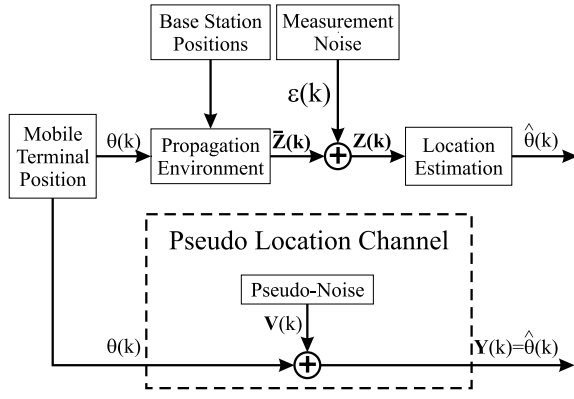 Base Station
Positions
Measurement
Noise
ε(k)
Mobile
Terminal
Position
θ(k)
Propagation
Environment
Z̄(k)
Z(k)
Location
Estimation
θ̂(k)
Pseudo Location Channel
Pseudo-Noise
V(k)
θ(k)
Y(k)=θ̂(k)